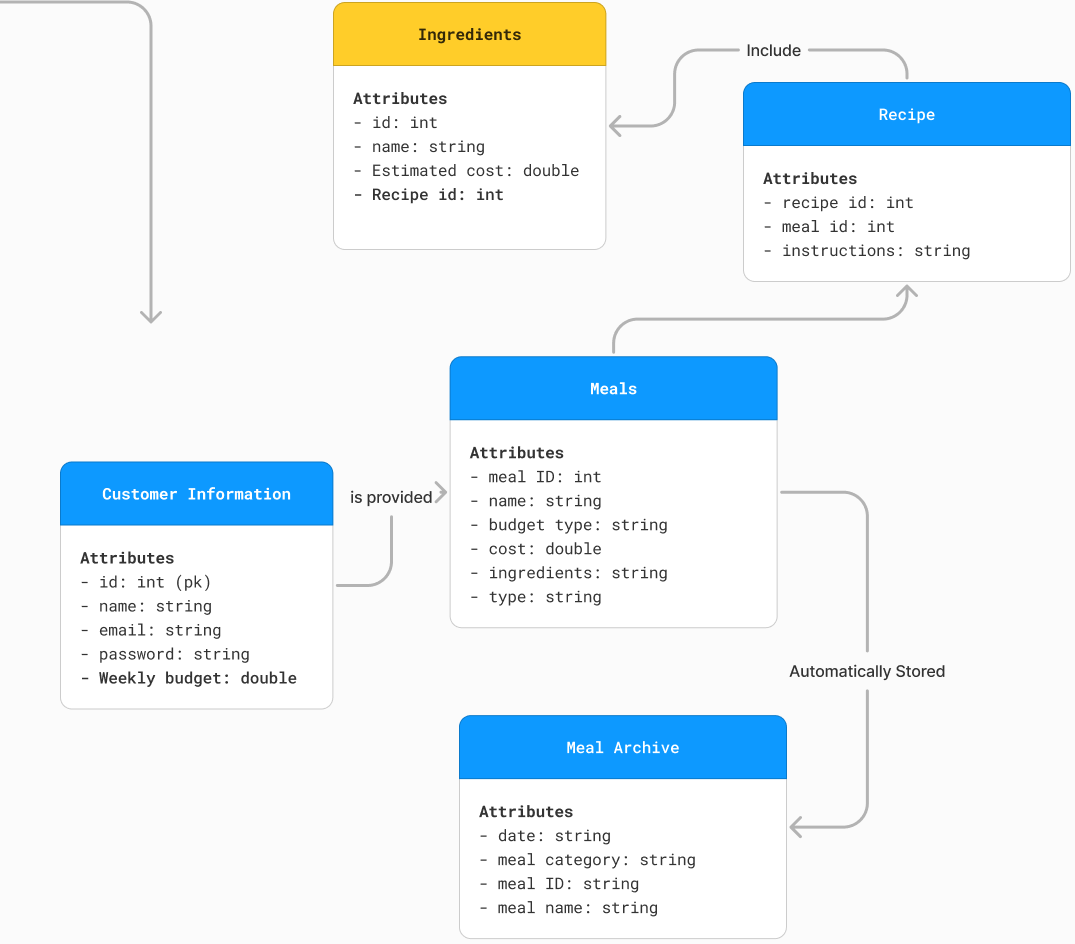 Ingredients
Attributes
- id: int
- name: string
- Estimated cost: double
- Recipe id: int
Include
Recipe
Attributes
- recipe id: int
- meal id: int
- instructions: string
Meals
Attributes
- meal ID: int
- name: string
- budget type: string
- cost: double
- ingredients: string
- type: string
Customer Information
Attributes
- id: int (pk)
- name: string
- email: string
- password: string
- Weekly budget: double
is provided
Automatically Stored
Meal Archive
Attributes
- date: string
- meal category: string
- meal ID: string
- meal name: string